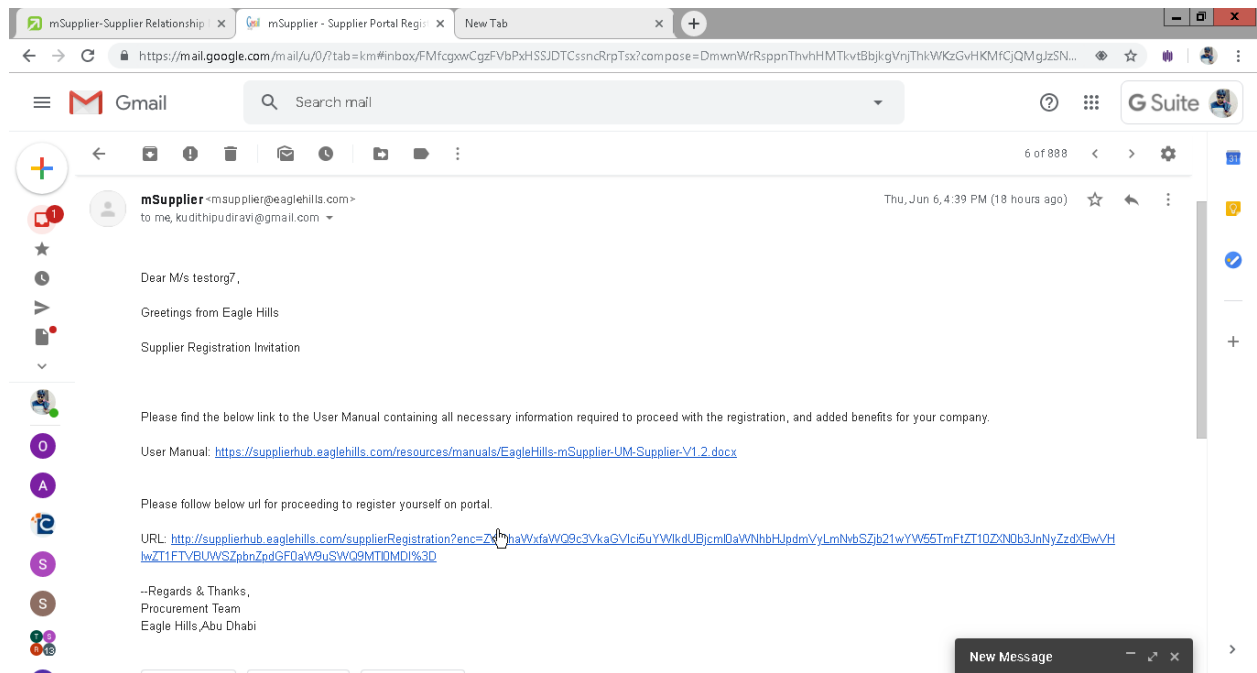 mSupplier-Supplier Relationship
mSupplier - Supplier Portal Regist
New Tab
https://mail.google.com/mail/u/0/?tab=km#inbox/FMfcgxwCgzFVbPxHSSJDTCssncRrpTsx?compose=DmwnWrRsppnThvhHMTkvtBbjkgVnjThkWKzGvHKMfCjQMgJzSN...
Gmail
Search mail
G Suite
6 of 888
31
1
mSupplier <msupplier@eaglehills.com>
Thu, Jun 6, 4:39 PM (18 hours ago)
to me, kudithipudiravi@gmail.com
Dear M/s testorg7,
Greetings from Eagle Hills
Supplier Registration Invitation
Please find the below link to the User Manual containing all necessary information required to proceed with the registration, and added benefits for your company.
User Manual: https://supplierhub.eaglehills.com/resources/manuals/EagleHills-mSupplier-UM-Supplier-V1.2.docx
Please follow below url for proceeding to register yourself on portal.
URL: http://supplierhub.eaglehills.com/supplierRegistration?enc=
--Regards & Thanks,
Procurement Team
Eagle Hills,Abu Dhabi
O
A
S
S
T S
R 13
New Message